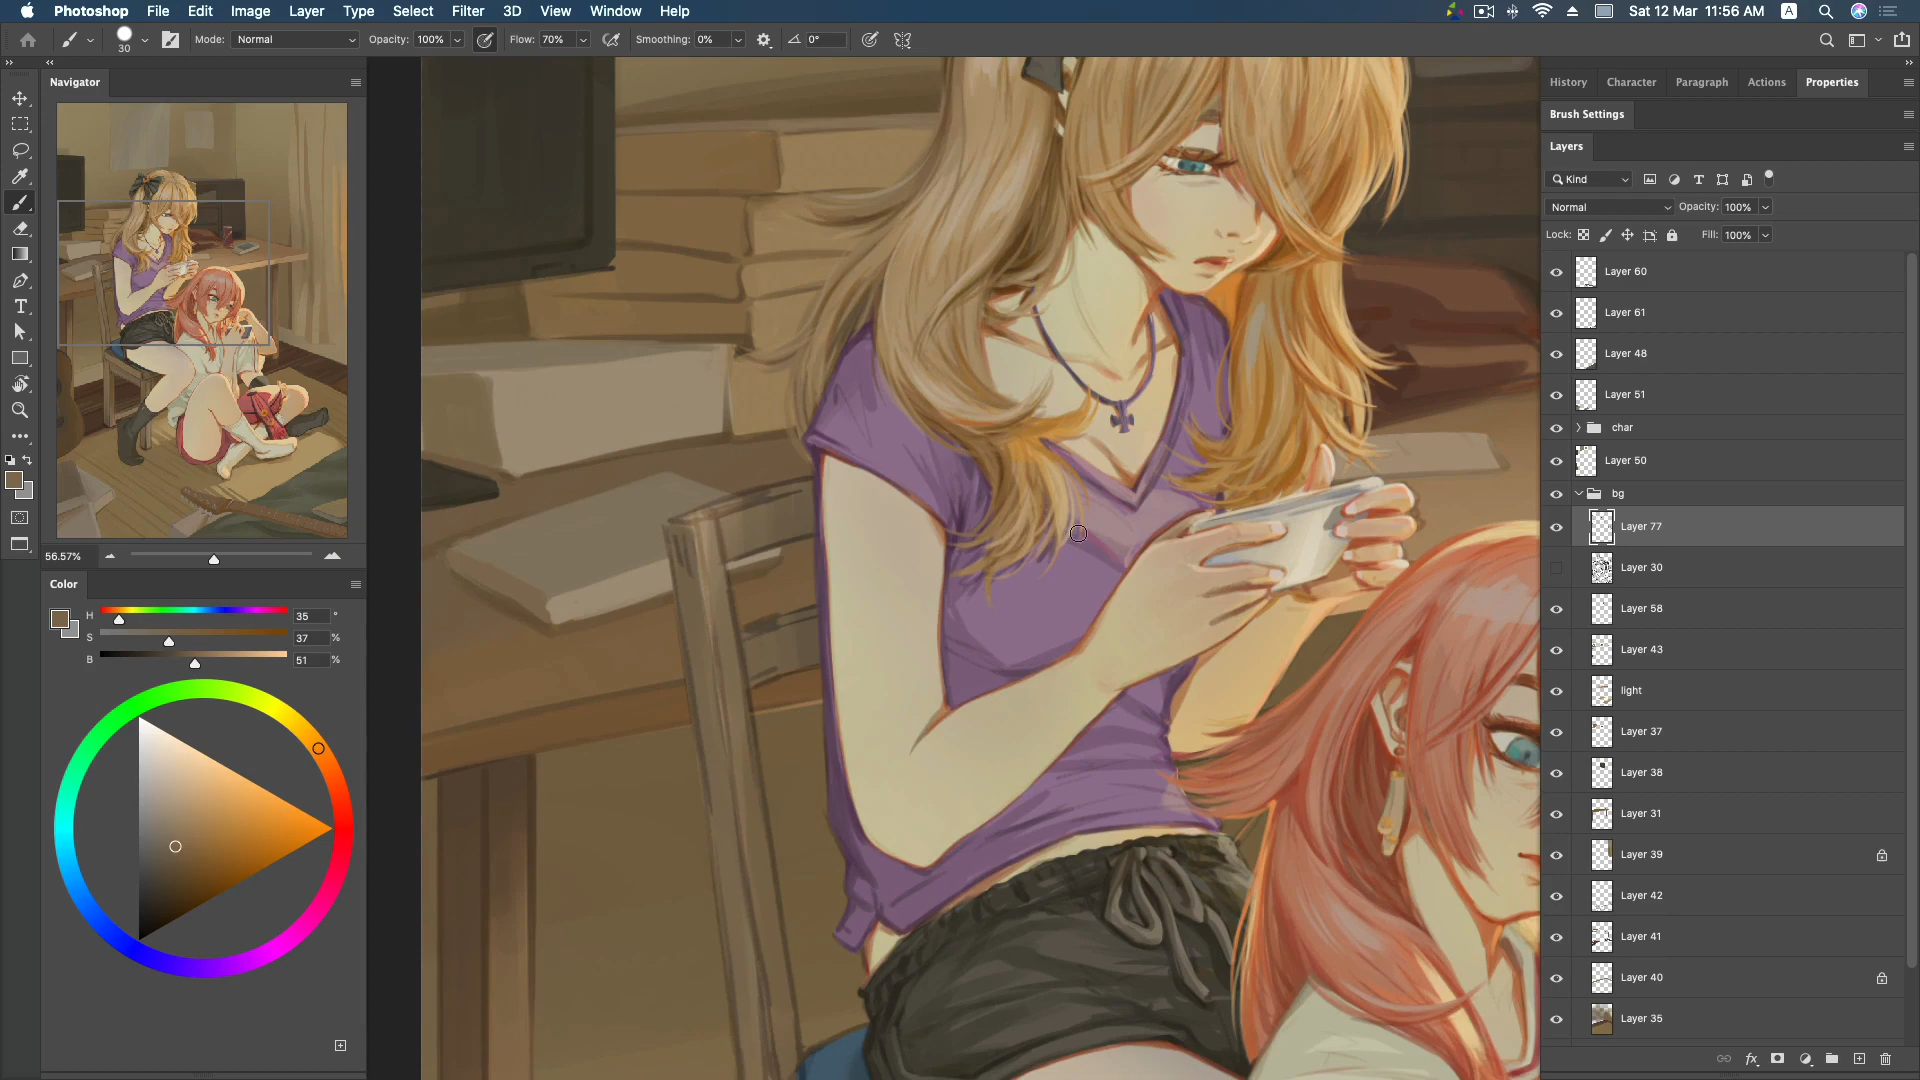 Photoshop File Edit Image Layer Type Select Filter 3D View Window Help Sat 12 Mar 11:56 AM A
30 Mode: Normal Opacity: 100% Flow: 70% Smoothing: 0% 0°
Navigator
56.57%
Color
H 35 °
S 37 %
B 51 %
History Character Paragraph Actions Properties
Brush Settings
Layers
Kind
Normal Opacity: 100%
Lock: Fill: 100%
Layer 60
Layer 61
Layer 48
Layer 51
char
Layer 50
bg
Layer 77
Layer 30
Layer 58
Layer 43
light
Layer 37
Layer 38
Layer 31
Layer 39
Layer 42
Layer 41
Layer 40
Layer 35
fx